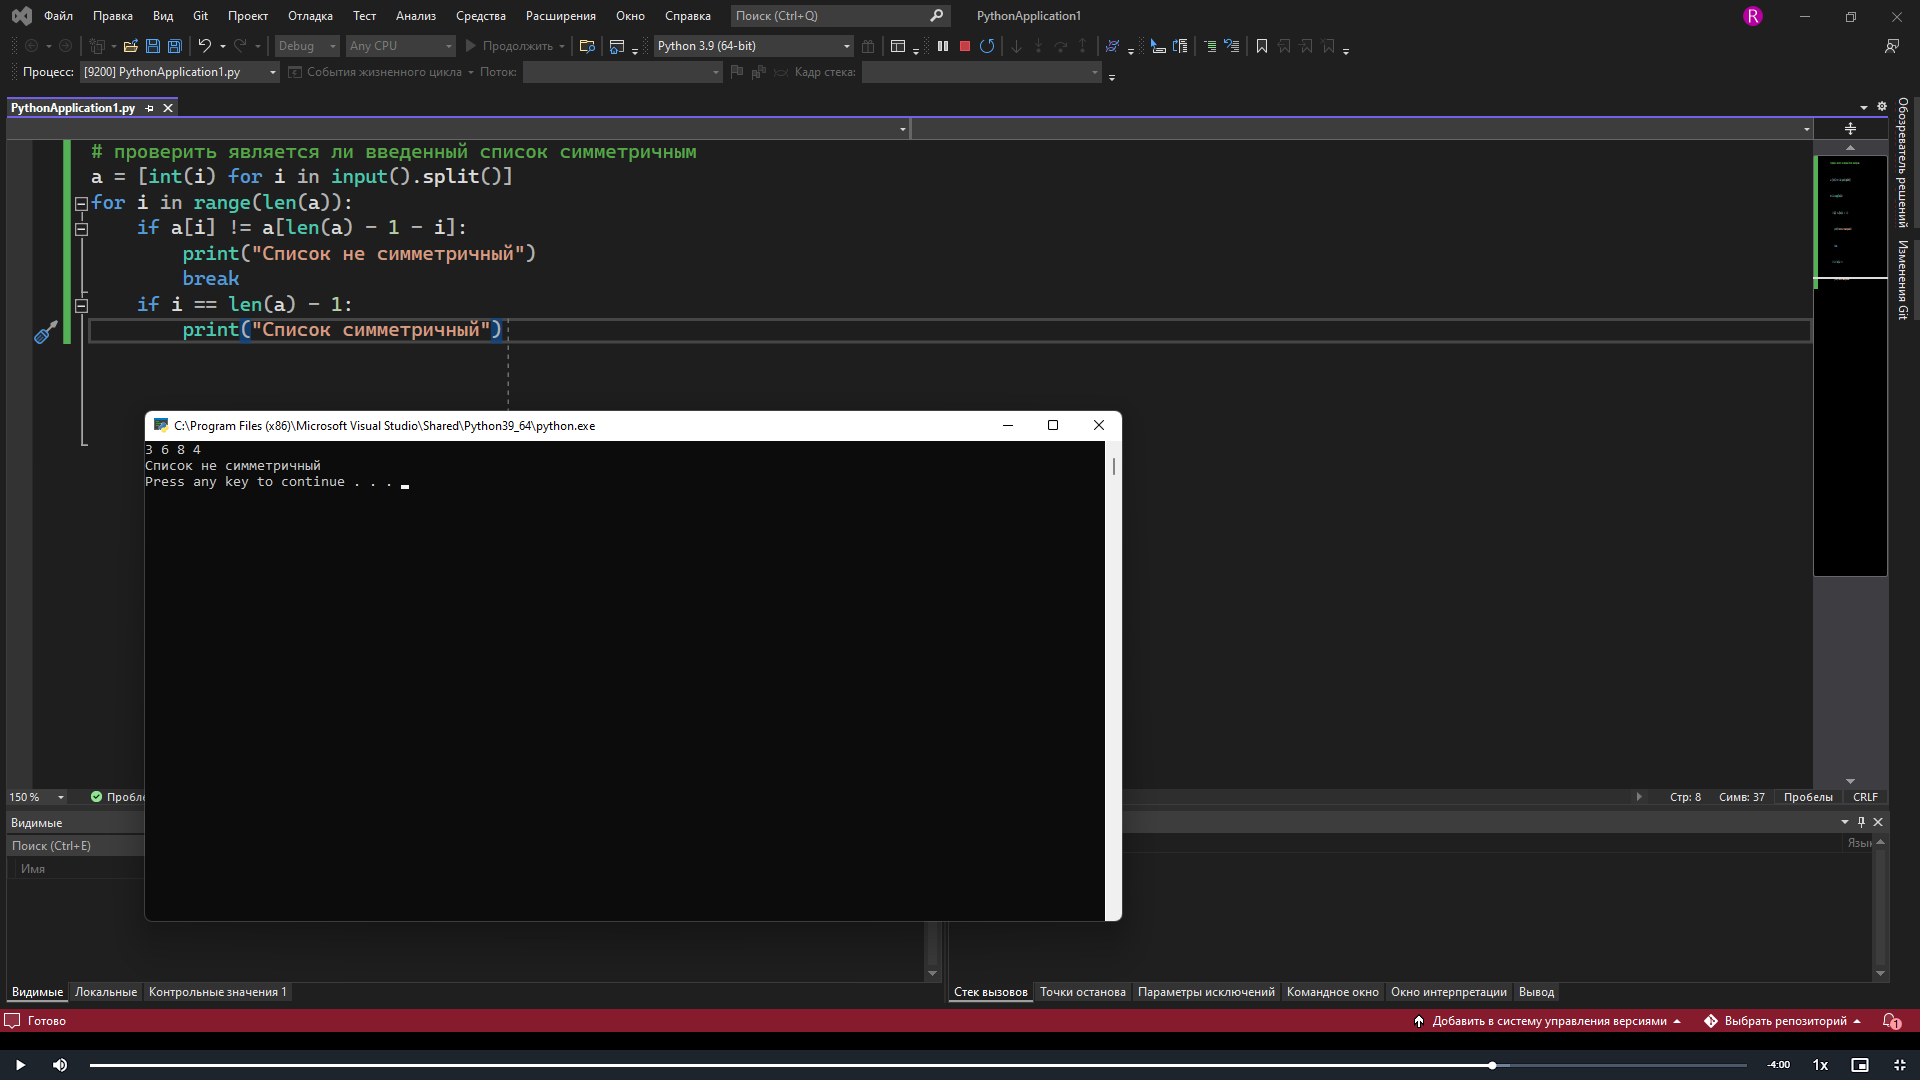 Файл Правка Вид Git Проект Отладка Тест Анализ Средства Расширения Окно Справка Поиск (Ctrl+Q) PythonApplication1 R
Debug Any CPU Продолжить Python 3.9 (64-bit)
Процесс: [9200] PythonApplication1.py События жизненного цикла Поток: Кадр стека:
PythonApplication1.py
Обозреватель решений
Изменения Git
# проверить является ли введенный список симметричным
a = [int(i) for i in input().split()]
for i in range(len(a)):
if a[i] != a[len(a) - 1 - i]:
print("Список не симметричный")
break
if i == len(a) - 1:
print("Список симметричный")
C:\Program Files (x86)\Microsoft Visual Studio\Shared\Python39_64\python.exe
3 6 8 4
Список не симметричный
Press any key to continue . . .
150 % Пробле Стр: 8 Симв: 37 Пробелы CRLF
Видимые
Поиск (Ctrl+E) Язык
Имя
Видимые Локальные Контрольные значения 1 Стек вызовов Точки останова Параметры исключений Командное окно Окно интерпретации Вывод
Готово Добавить в систему управления версиями Выбрать репозиторий 1
-4:00 1x